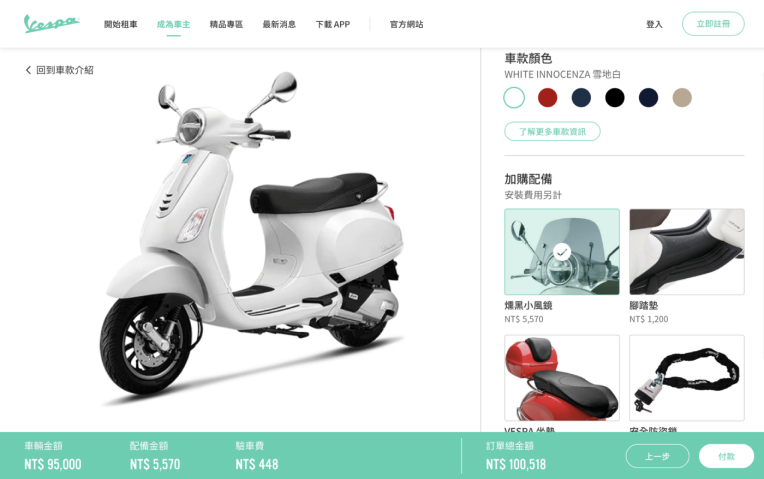 Vespa
開始租車 成為車主 精品專區 最新消息 下載 APP 官方網站 登入 立即註冊
回到車款介紹
車款顏色
WHITE INNOCENZA 雪地白
了解更多車款資訊
加購配備
安裝費用另計
燻黑小風鏡
NT$ 5,570
腳踏墊
NT$ 1,200
VESPA 坐墊
安全防盜鎖
車輛金額 配備金額 驗車費 訂單總金額
NT$ 95,000 NT$ 5,570 NT$ 448 NT$ 100,518
上一步 付款